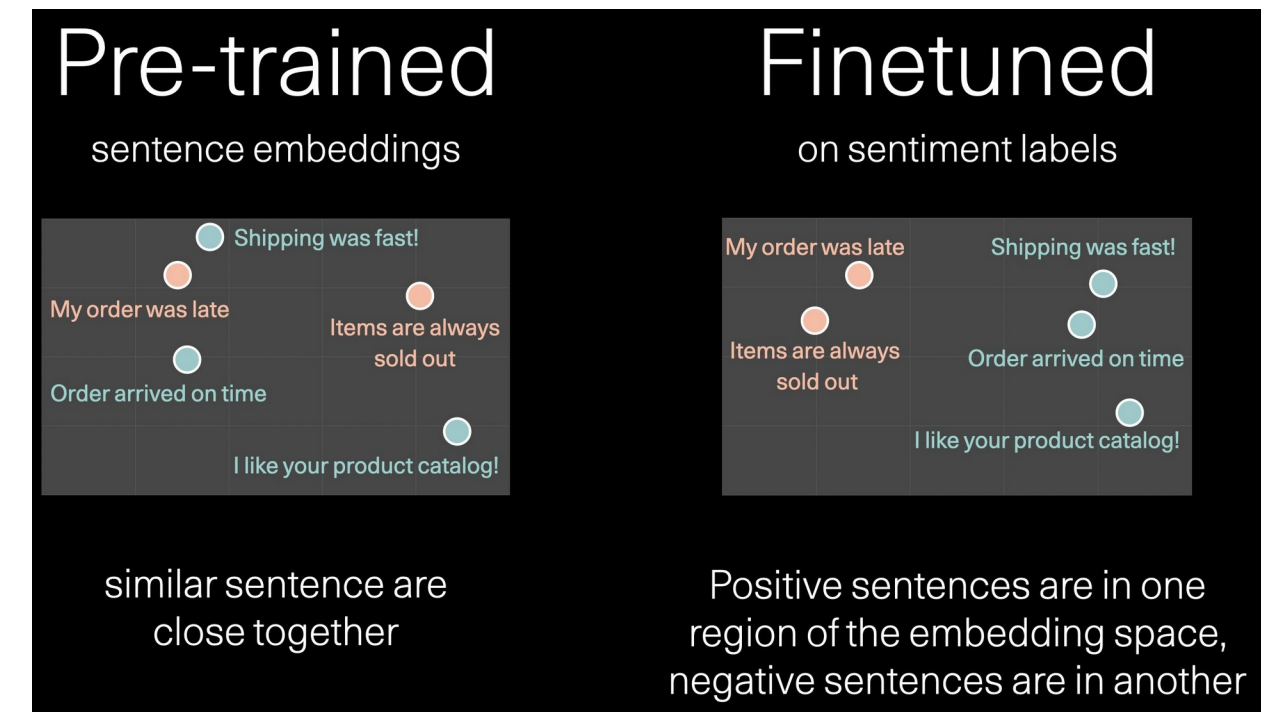 Pre-trained
sentence embeddings
Shipping was fast!
My order was late
Items are always
sold out
Order arrived on time
I like your product catalog!
similar sentence are
close together
Finetuned
on sentiment labels
My order was late
Shipping was fast!
Items are always
sold out
Order arrived on time
I like your product catalog!
Positive sentences are in one
region of the embedding space,
negative sentences are in another